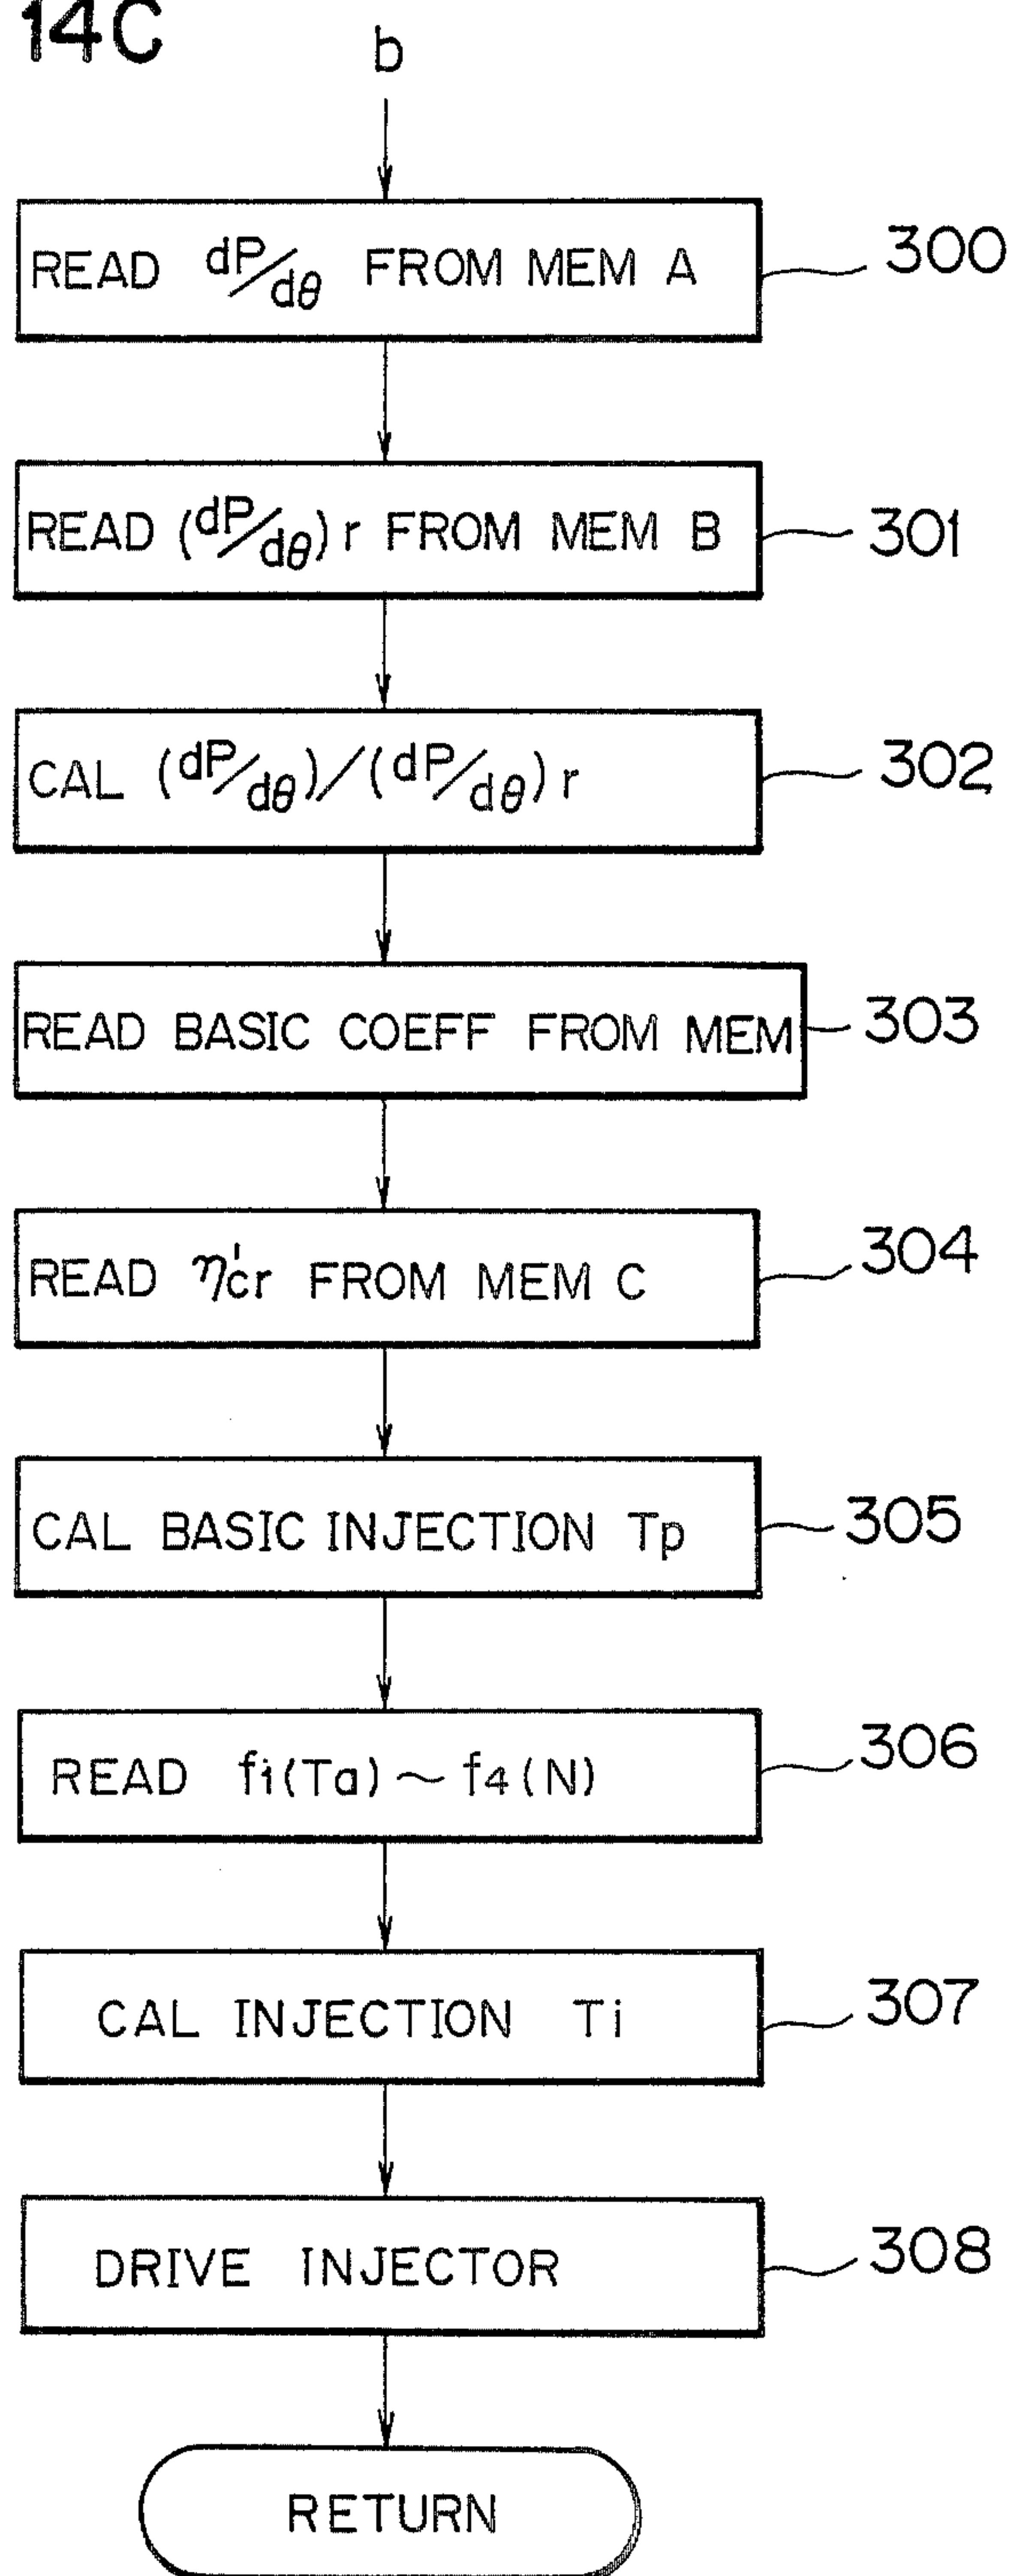 14C
b
READ dP/dθ FROM MEM A
300
READ (dP/dθ)r FROM MEM B
301
CAL (dP/dθ)/(dP/dθ)r
302
READ BASIC COEFF FROM MEM
303
READ η'cr FROM MEM C
304
CAL BASIC INJECTION Tp
305
READ f1(Ta)~f4(N)
306
CAL INJECTION Ti
307
DRIVE INJECTOR
308
RETURN